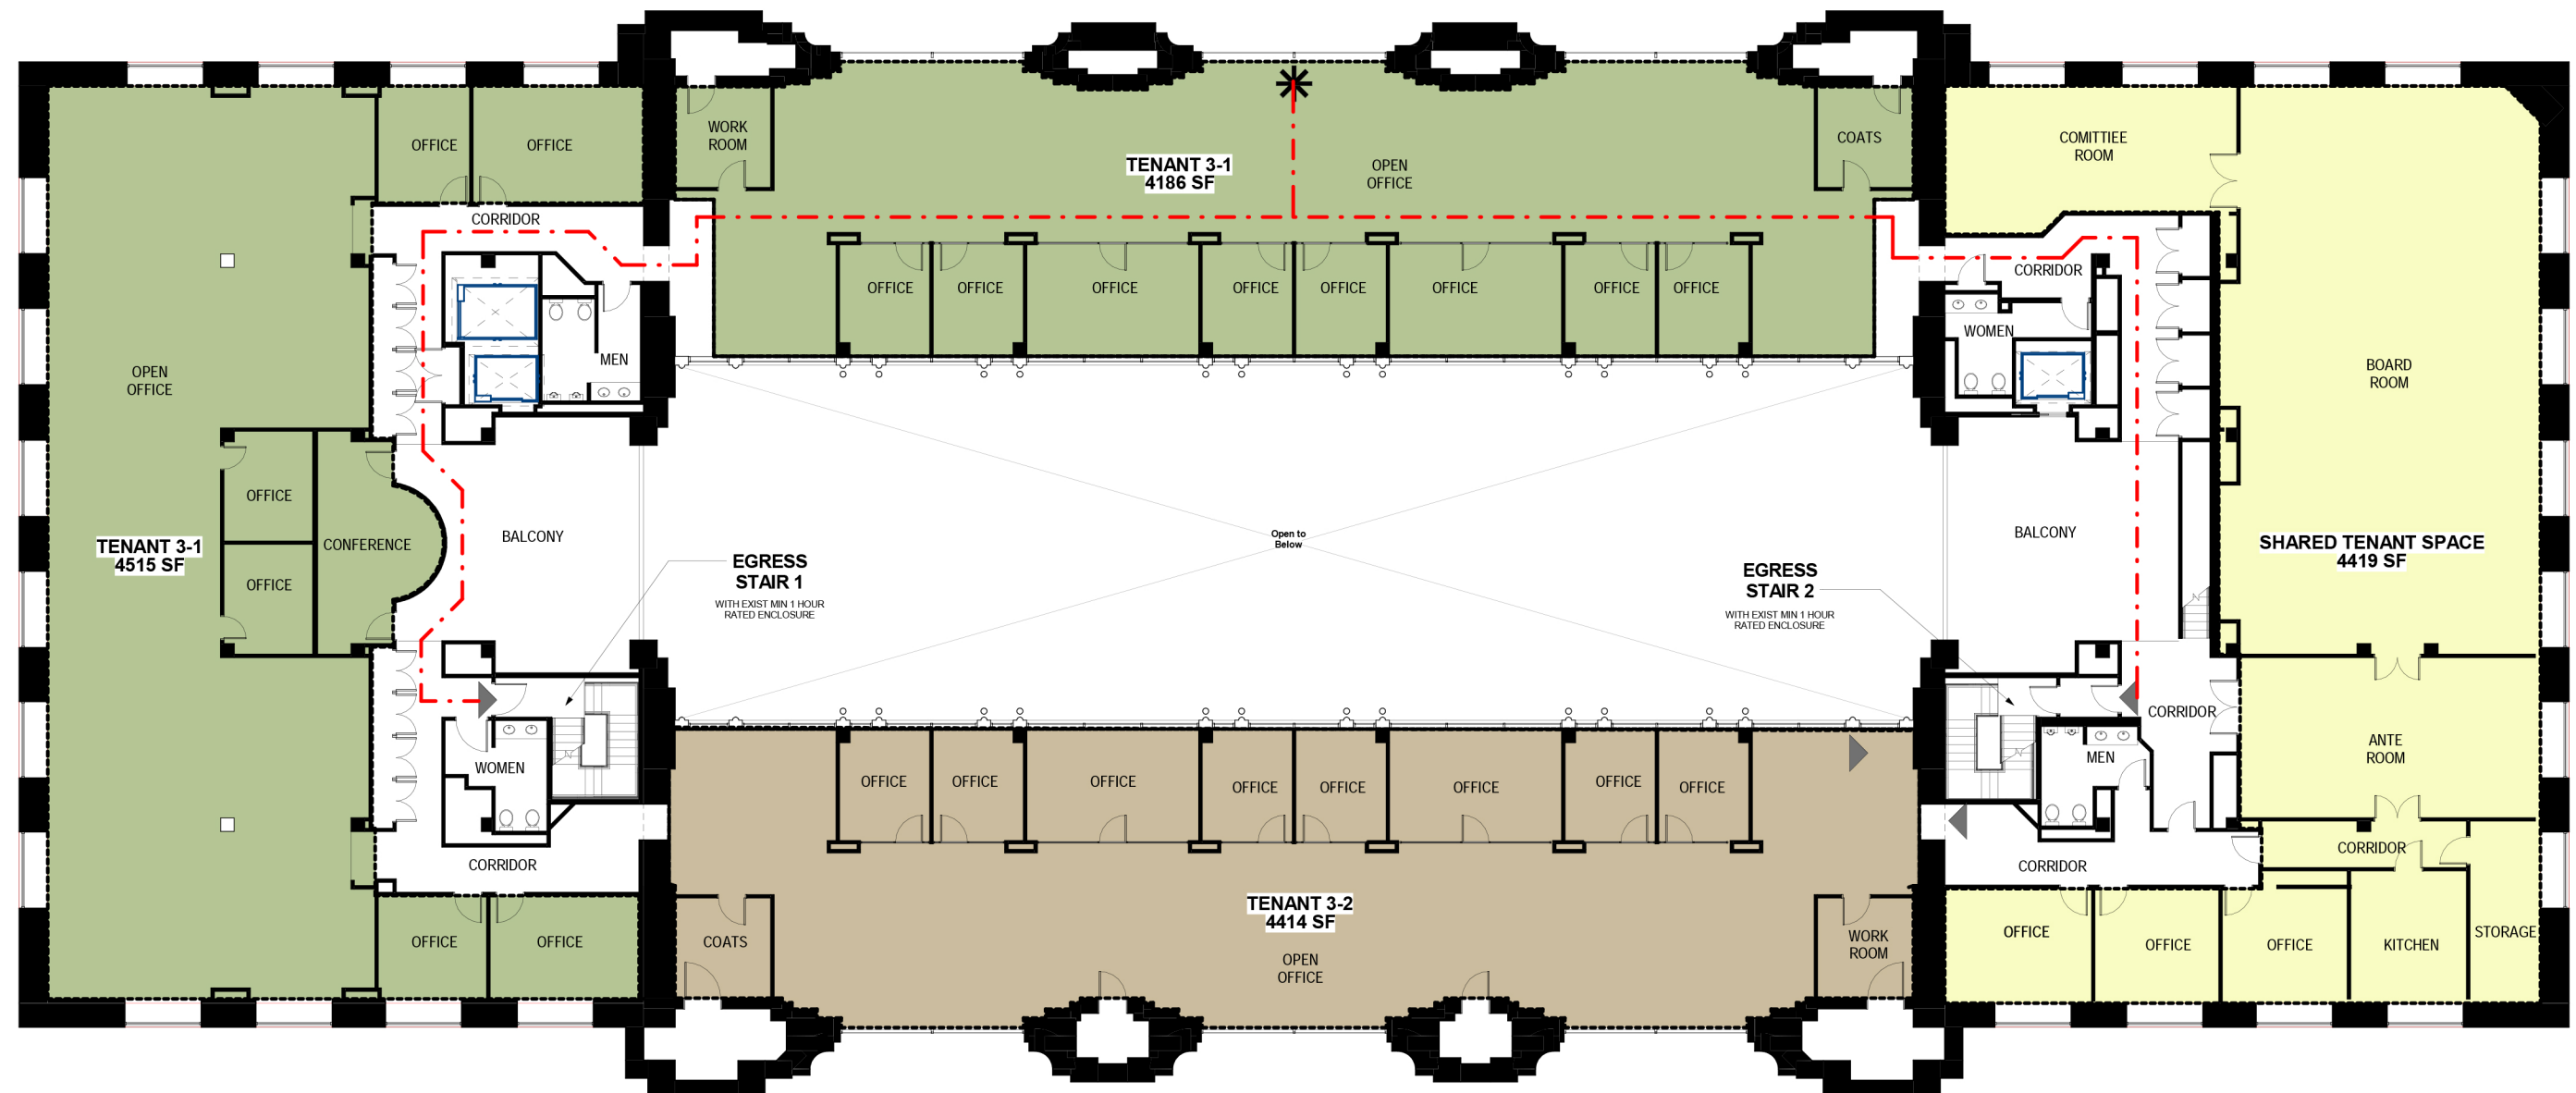 OFFICE
OFFICE
WORK
ROOM
TENANT 3-1
4186 SF
OPEN
OFFICE
COATS
COMITTIEE
ROOM
CORRIDOR
CORRIDOR
OFFICE
OFFICE
OFFICE
OFFICE
OFFICE
OFFICE
OFFICE
OFFICE
WOMEN
MEN
OPEN
OFFICE
BOARD
ROOM
OFFICE
CONFERENCE
BALCONY
Open to
Below
BALCONY
TENANT 3-1
4515 SF
SHARED TENANT SPACE
4419 SF
OFFICE
EGRESS
STAIR 1
WITH EXIST MIN 1 HOUR
RATED ENCLOSURE
EGRESS
STAIR 2
WITH EXIST MIN 1 HOUR
RATED ENCLOSURE
CORRIDOR
WOMEN
MEN
ANTE
ROOM
OFFICE
OFFICE
OFFICE
OFFICE
OFFICE
OFFICE
OFFICE
OFFICE
CORRIDOR
CORRIDOR
CORRIDOR
TENANT 3-2
4414 SF
OFFICE
OFFICE
COATS
OPEN
OFFICE
WORK
ROOM
OFFICE
OFFICE
OFFICE
KITCHEN
STORAGE